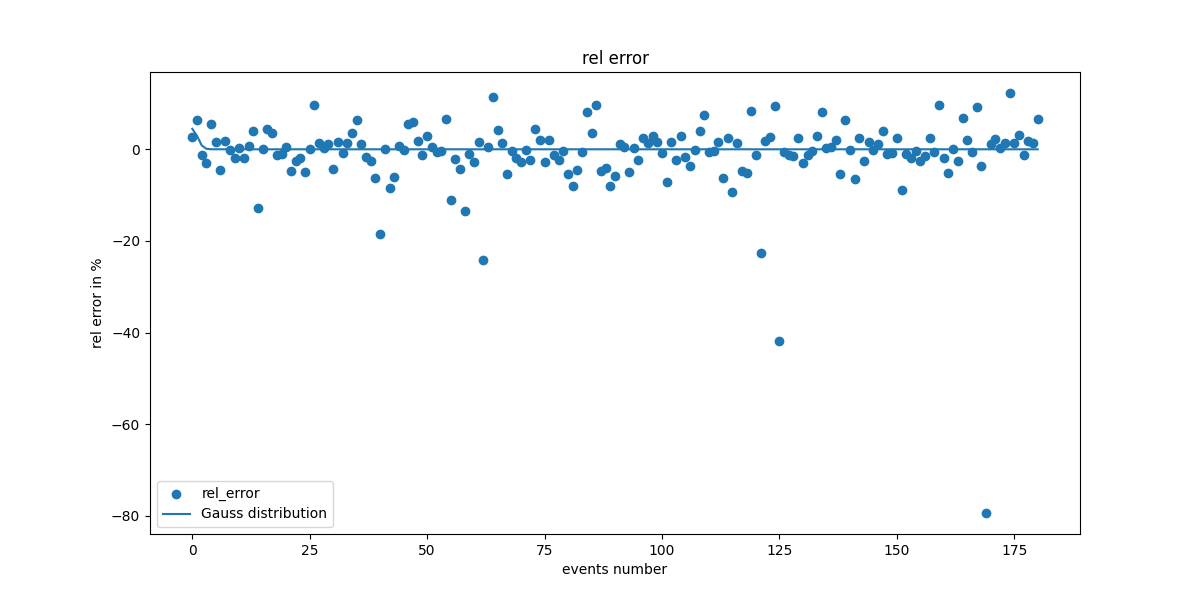 rel error
rel error in %
0
−20
−40
−60
−80
rel_error
Gauss distribution
0 25 50 75 100 125 150 175
events number